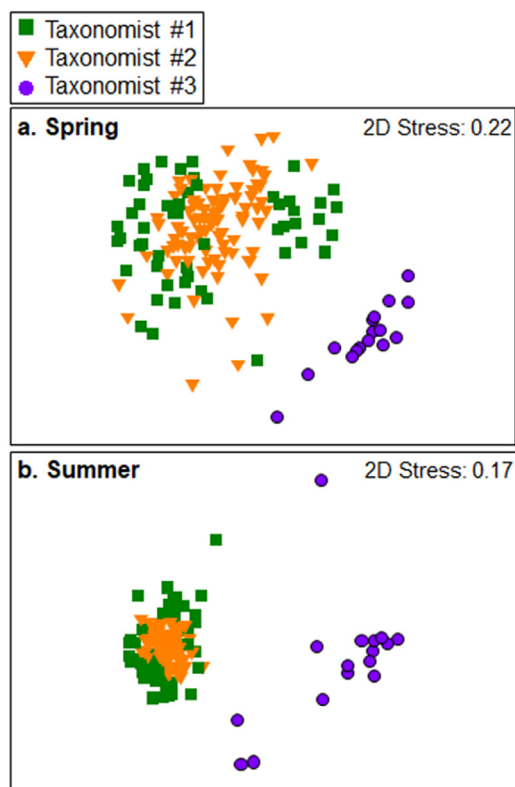 Taxonomist #1
Taxonomist #2
Taxonomist #3
a. Spring 2D Stress: 0.22
b. Summer 2D Stress: 0.17